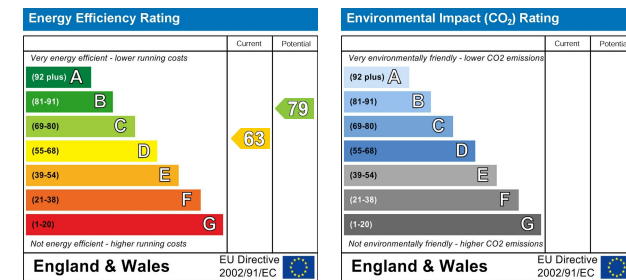 Energy Efficiency Rating
Current Potential
Very energy efficient - lower running costs
(92 plus) A
(81-91) B
(69-80) C
(55-68) D
(39-54) E
(21-38) F
(1-20) G
63
79
Not energy efficient - higher running costs
England & Wales
EU Directive
2002/91/EC
Environmental Impact (CO₂) Rating
Current Potential
Very environmentally friendly - lower CO2 emissions
(92 plus) A
(81-91) B
(69-80) C
(55-68) D
(39-54) E
(21-38) F
(1-20) G
Not environmentally friendly - higher CO2 emissions
England & Wales
EU Directive
2002/91/EC